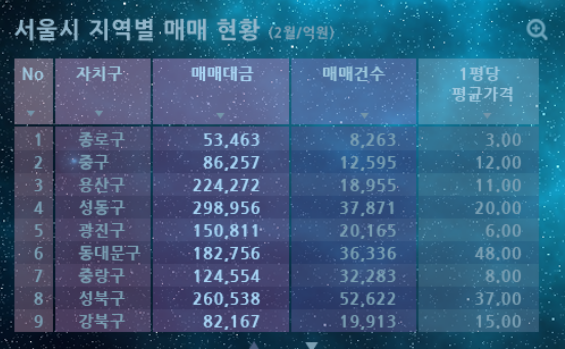 서울시 지역별 매매 현황 (2월/억원)
No 자치구 매매대금 매매건수 1평당
평균가격
1 종로구 53,463 8,263 3.00
2 중구 86,257 12,595 12.00
3 용산구 224,272 18,955 11.00
4 성동구 298,956 37,871 20.00
5 광진구 150,811 20,165 6.00
6 동대문구 182,756 36,336 48.00
7 중랑구 124,554 32,283 8.00
8 성북구 260,538 52,622 37.00
9 강북구 82,167 19,913 15.00